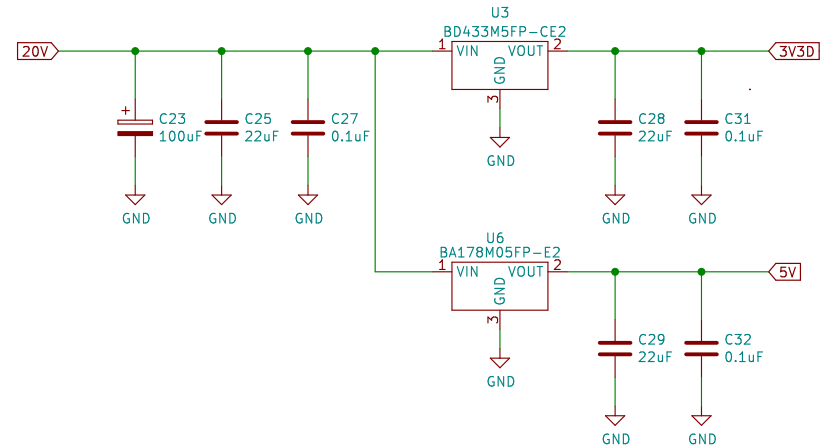 U3
BD433M5FP-CE2
20V
1 VIN VOUT 2
GND
3
3V3D
C23
100uF
C25
22uF
C27
0.1uF
C28
22uF
C31
0.1uF
GND
GND
GND
GND
GND
GND
U6
BA178M05FP-E2
1 VIN VOUT 2
GND
3
5V
C29
22uF
C32
0.1uF
GND
GND
GND